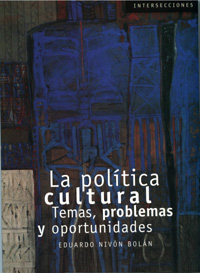 INTERSECCIONES
La política
cultural
Temas, problemas
y oportunidades
EDUARDO NIVÓN BOLÁN